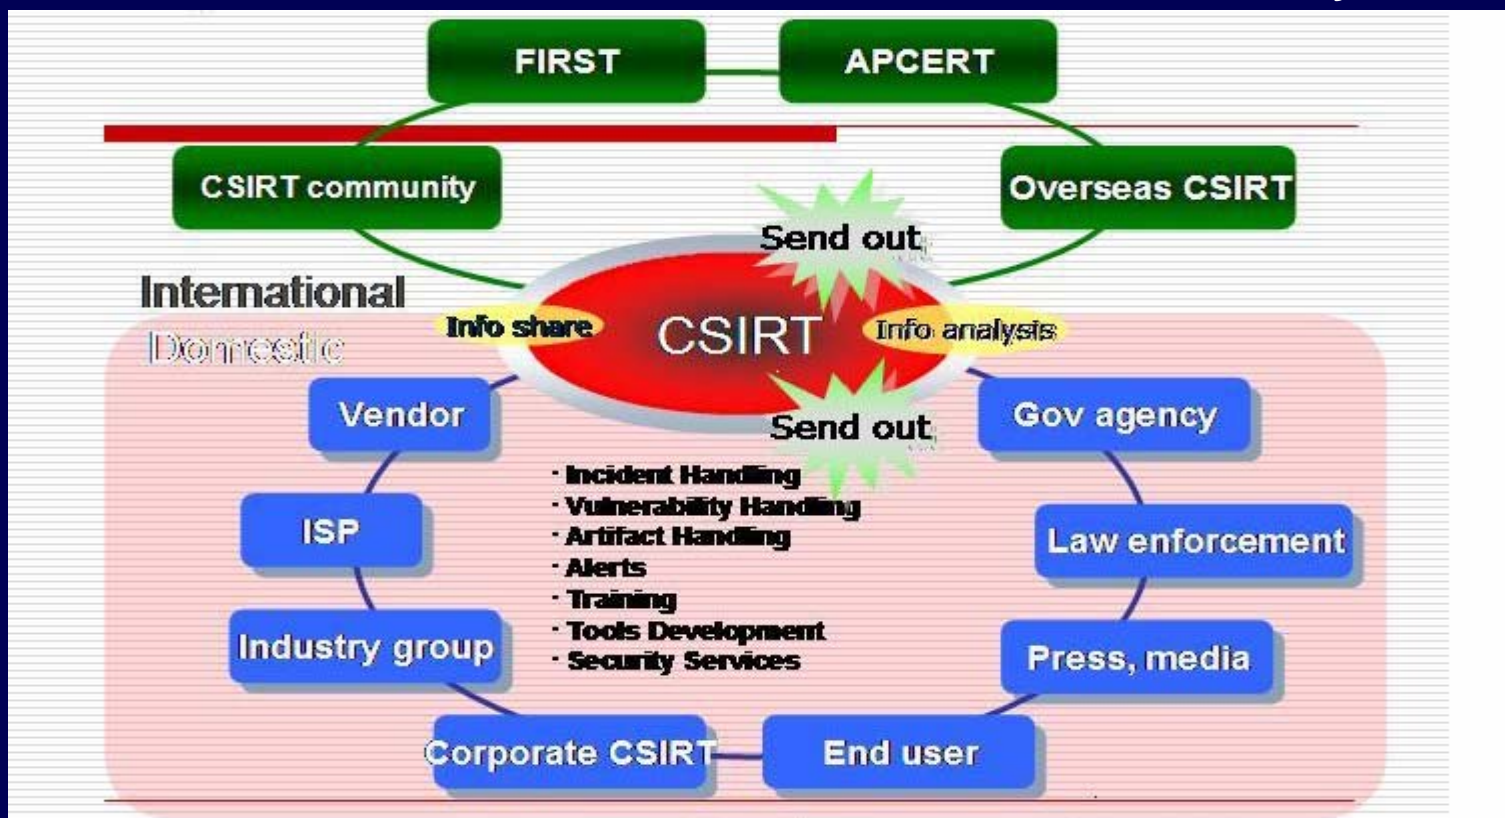 FIRST
APCERT
CSIRT community
Overseas CSIRT
Send out
International
Domestic
Info share
CSIRT
Info analysis
Send out
Vendor
Gov agency
· Incident Handling
· Vulnerability Handling
· Artifact Handling
· Alerts
· Training
· Tools Development
· Security Services
ISP
Law enforcement
Industry group
Press, media
Corporate CSIRT
End user